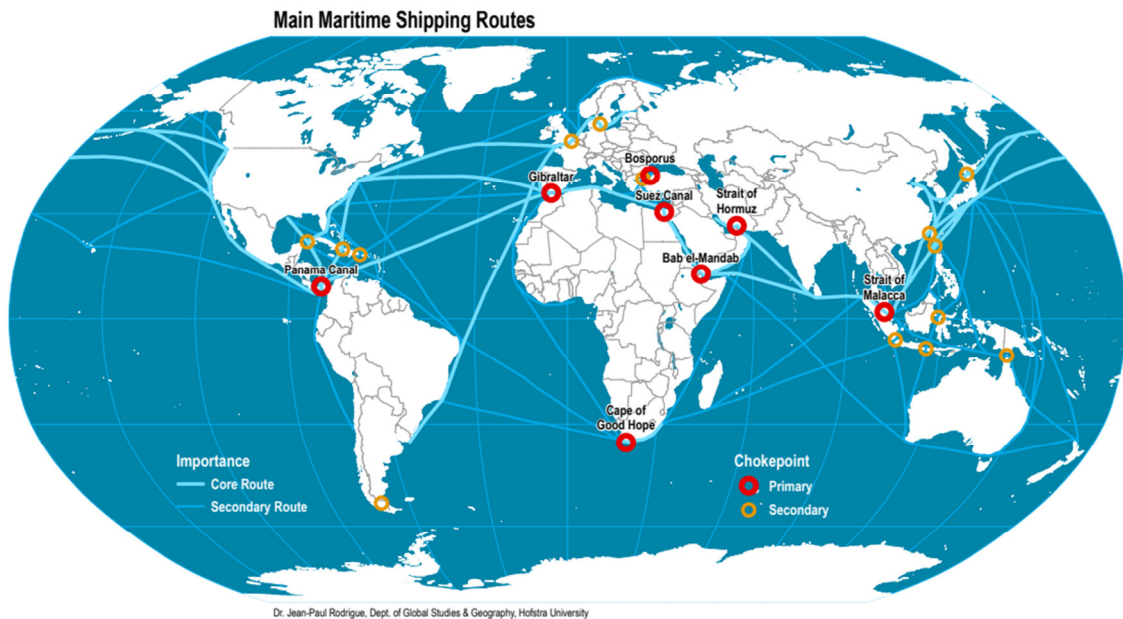 Main Maritime Shipping Routes
Bosporus
Gibraltar
Suez Canal
Strait of
Hormuz
Bab el-Mandab
Panama Canal
Strait of
Malacca
Cape of
Good Hope
Importance
Core Route
Secondary Route
Chokepoint
Primary
Secondary
Dr. Jean-Paul Rodrigue, Dept. of Global Studies & Geography, Hofstra University